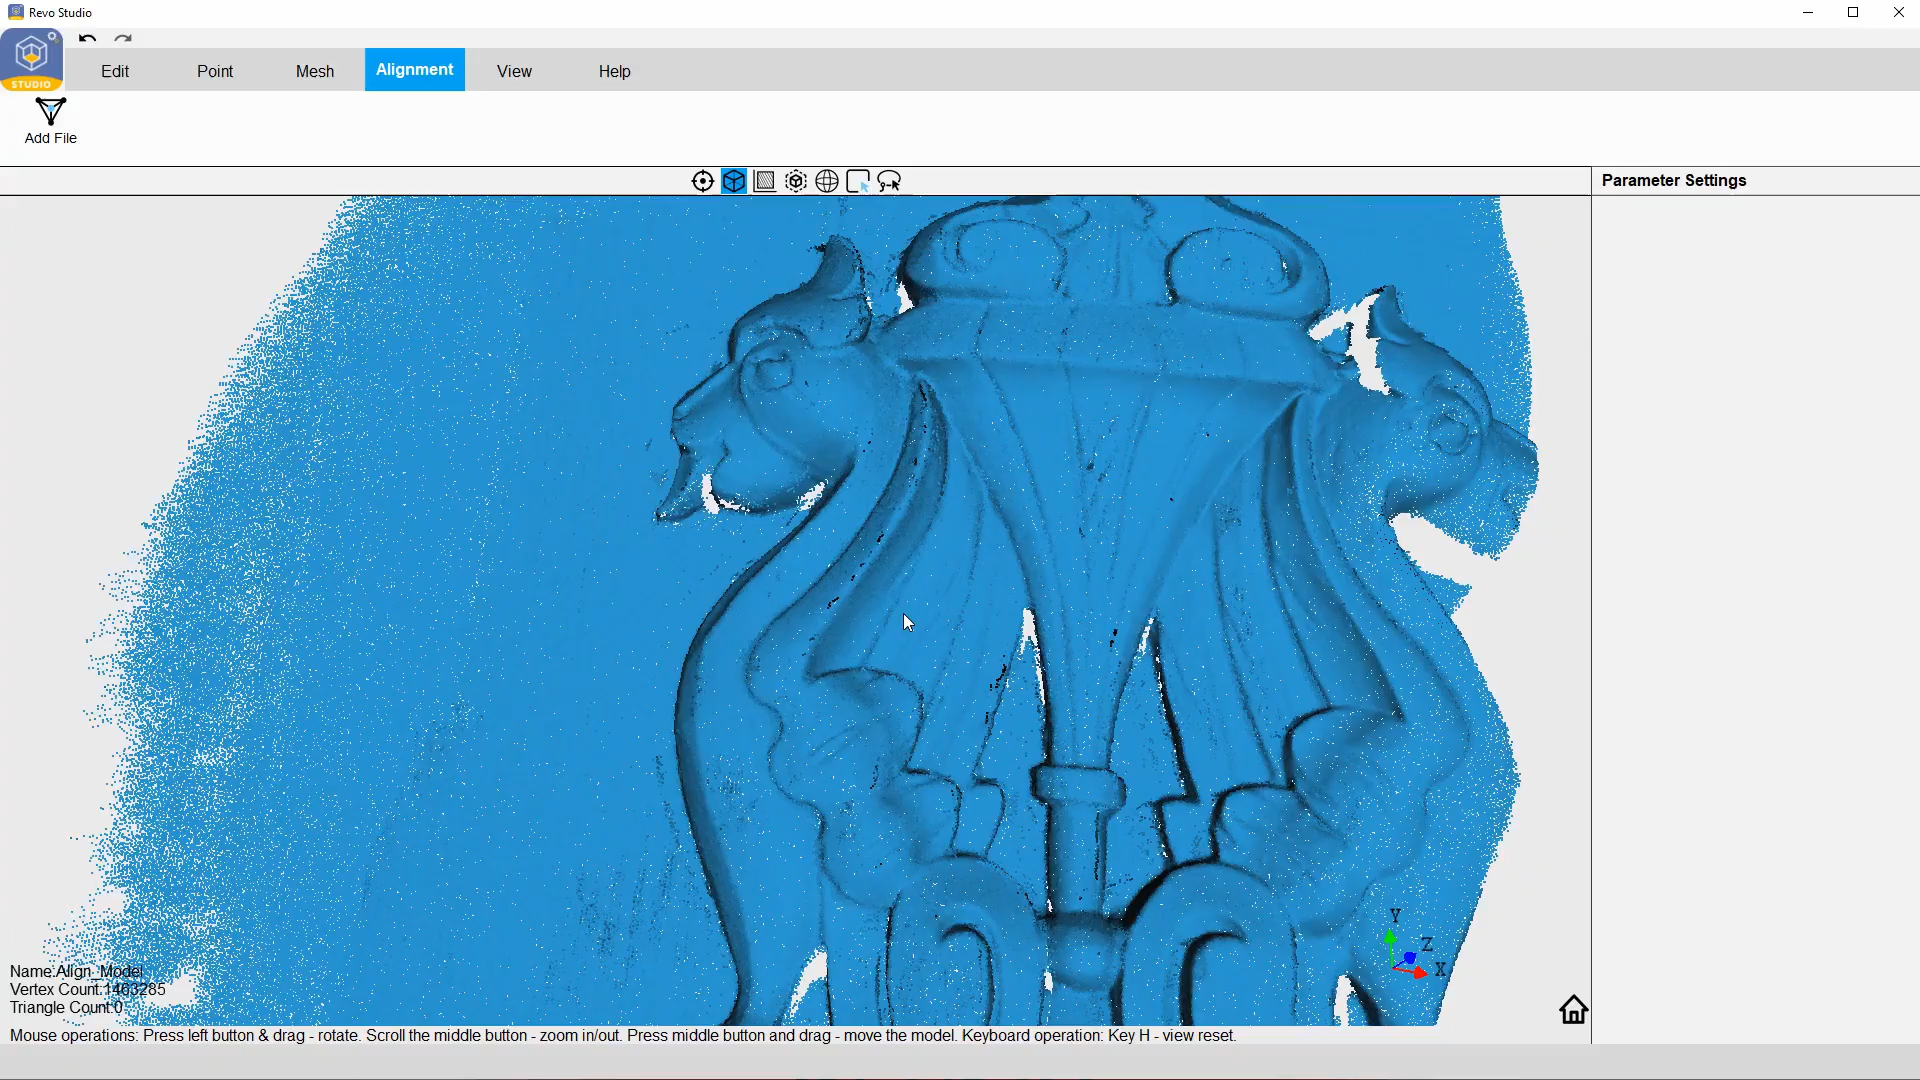 Revo Studio
STUDIO
Edit
Point
Mesh
Alignment
View
Help
Add File
Parameter Settings
Y
Z
X
Name:Align_Model
Vertex Count:1463285
Triangle Count:0
Mouse operations: Press left button & drag - rotate. Scroll the middle button - zoom in/out. Press middle button and drag - move the model. Keyboard operation: Key H - view reset.